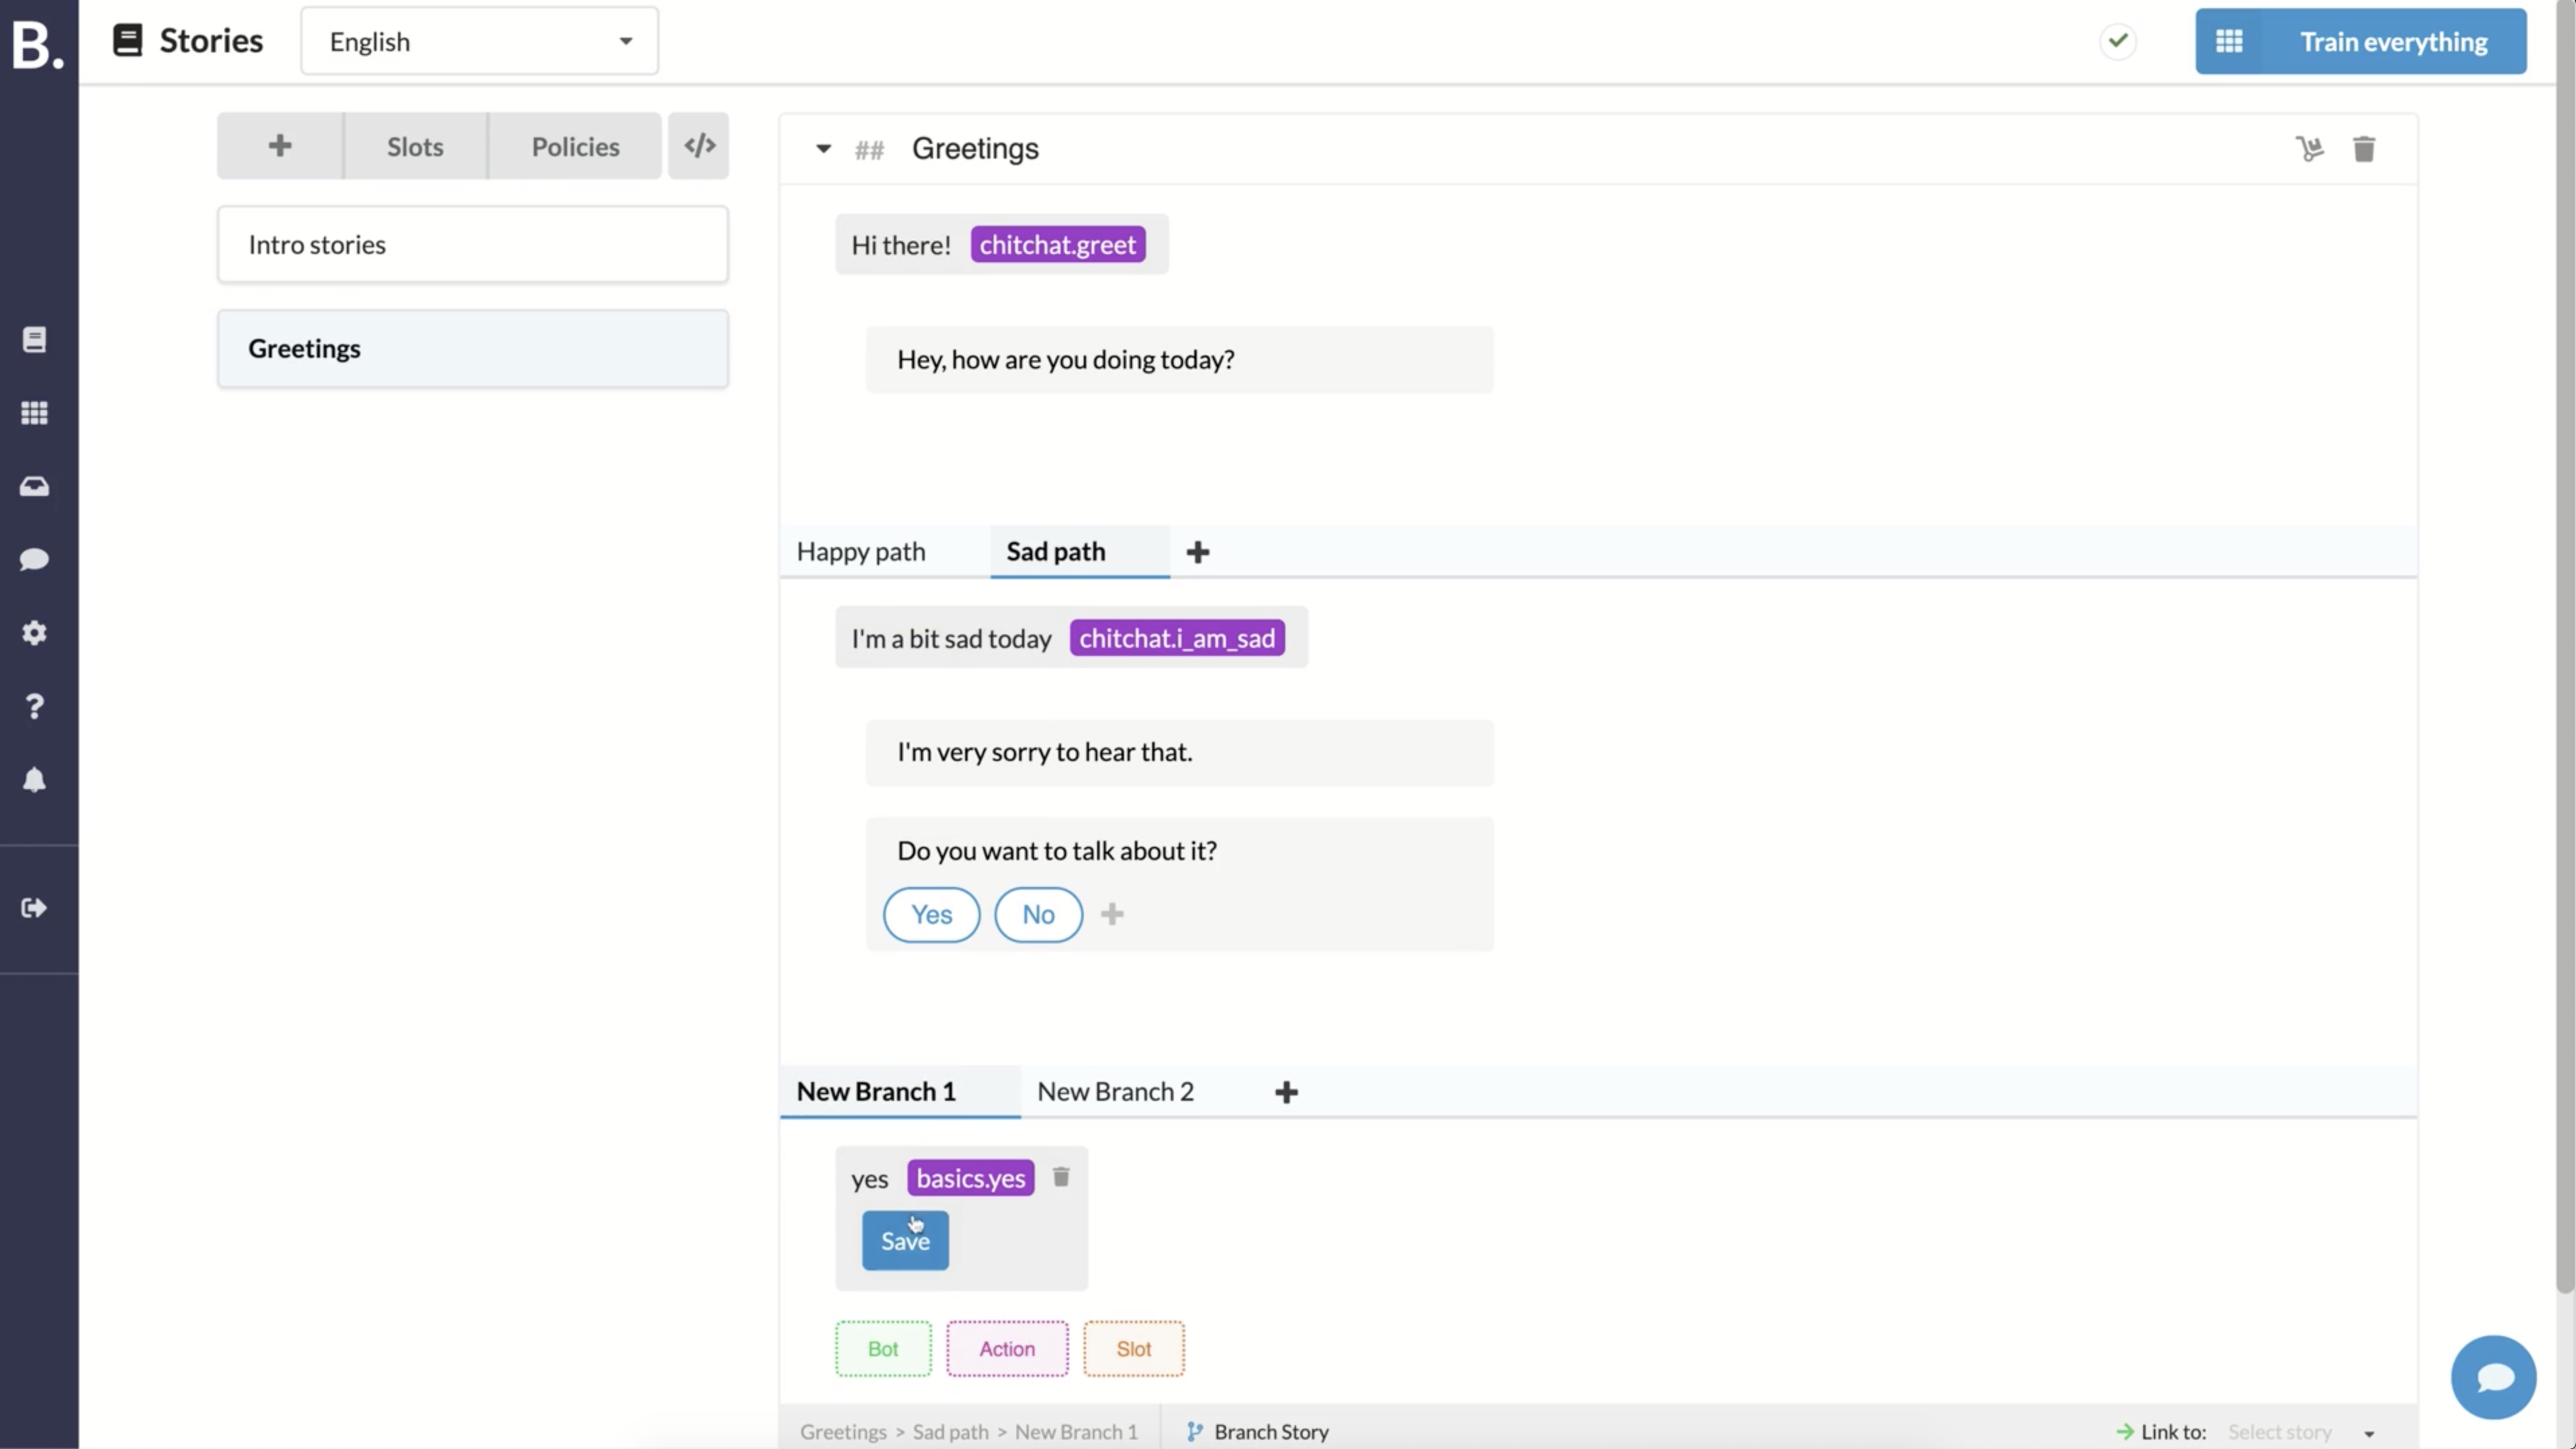 B.
Stories
English
Train everything
Slots
Policies
</>
Intro stories
Greetings
## Greetings
Hi there! chitchat.greet
Hey, how are you doing today?
Happy path
Sad path
I'm a bit sad today chitchat.i_am_sad
I'm very sorry to hear that.
Do you want to talk about it?
Yes
No
New Branch 1
New Branch 2
yes basics.yes
Save
Bot
Action
Slot
Greetings > Sad path > New Branch 1
Branch Story
Link to: Select story